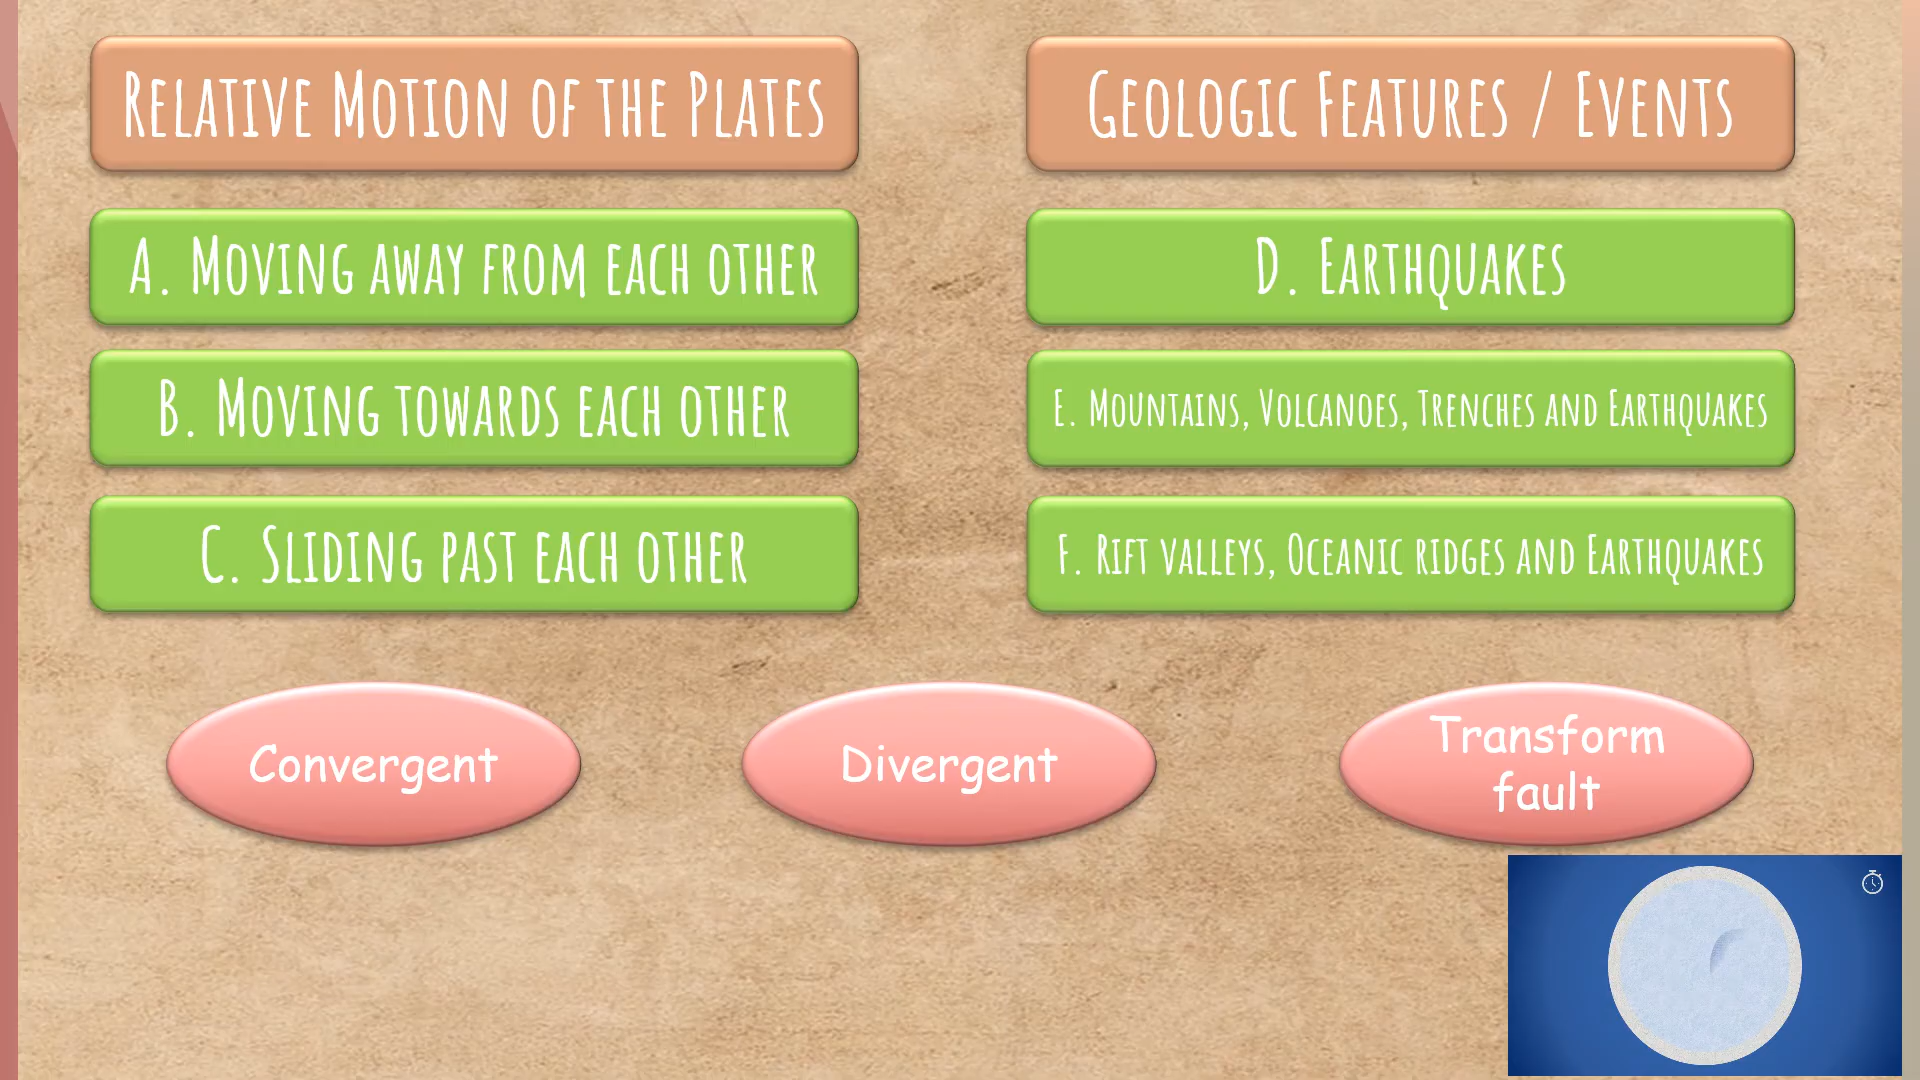 Relative Motion of the Plates
A. Moving away from each other
B. Moving towards each other
C. Sliding past each other
Geologic Features / Events
D. Earthquakes
E. Mountains, Volcanoes, Trenches and Earthquakes
F. Rift valleys, Oceanic ridges and Earthquakes
Convergent
Divergent
Transform
fault